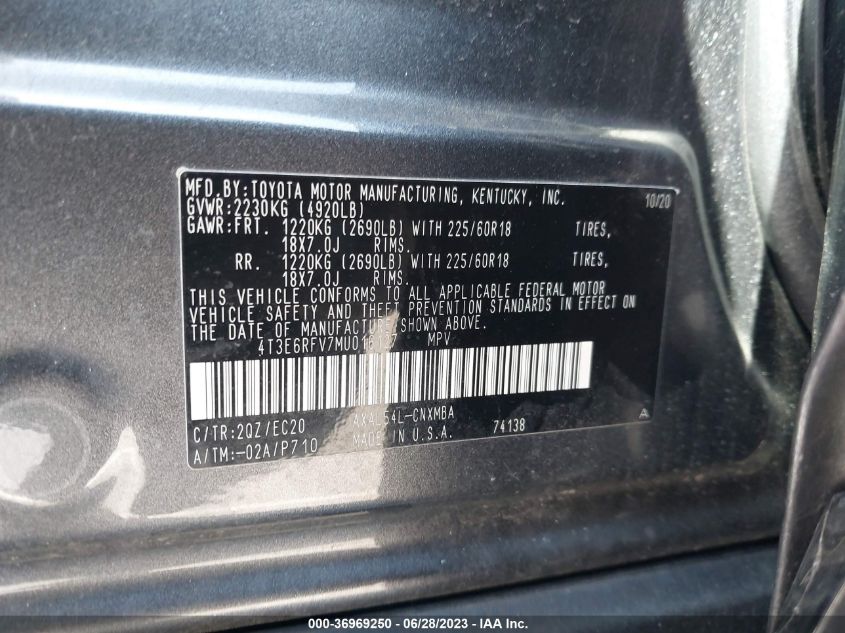 MFD.BY:TOYOTA MOTOR MANUFACTURING, KENTUCKY, INC. 10/20
GVWR:2230KG (4920LB)
GAWR:FRT. 1220KG (2690LB) WITH 225/60R18 TIRES,
18X7.0J RIMS.
RR. 1220KG (2690LB) WITH 225/60R18 TIRES,
18X7.0J RIMS.
THIS VEHICLE CONFORMS TO ALL APPLICABLE FEDERAL MOTOR
VEHICLE SAFETY AND THEFT PREVENTION STANDARDS IN EFFECT ON
THE DATE OF MANUFACTURE SHOWN ABOVE.
MPV
C/TR:2QZ/EC20 74138 A
A/TM:-02A/P710 MADE IN U.S.A.
000-36969250 - 06/28/2023 - IAA Inc.